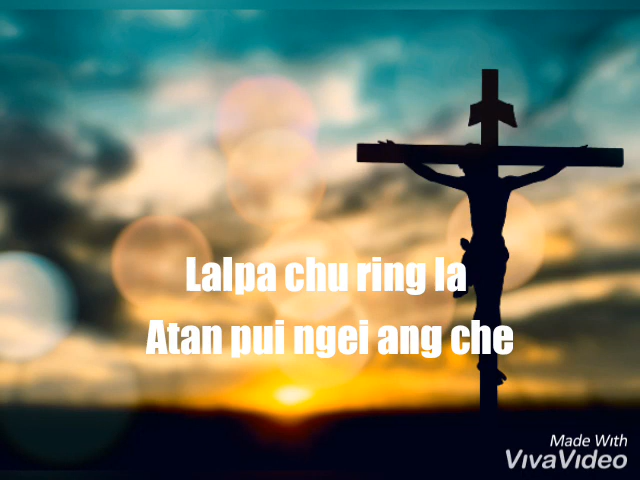 Lalpa chu ring la
Atan pui ngei ang che
Made With
VivaVideo